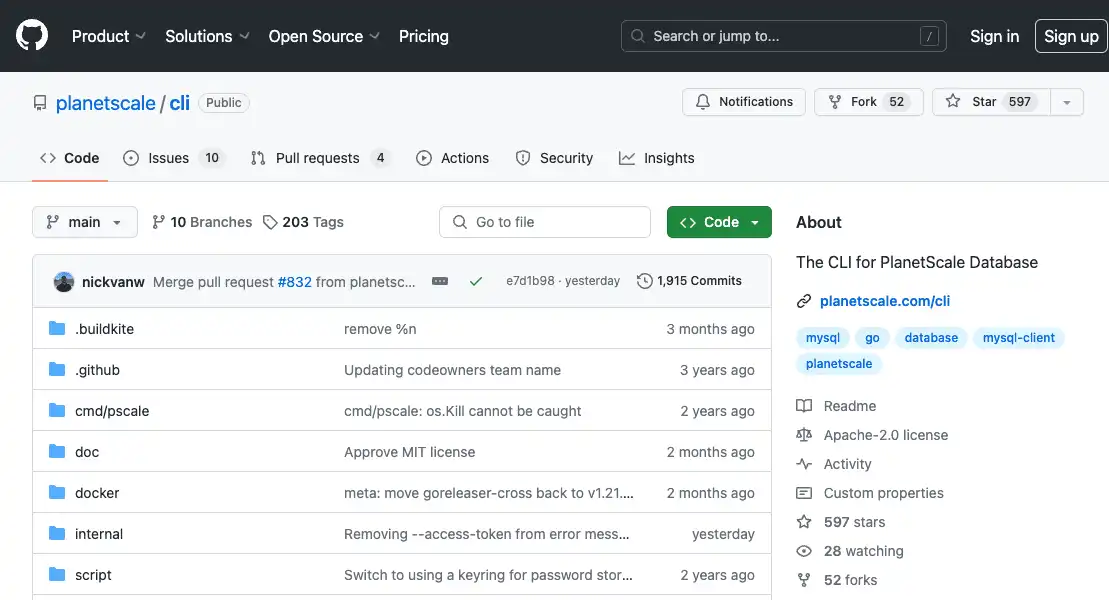 Product Solutions Open Source Pricing Search or jump to... / Sign in Sign up
planetscale / cli Public Notifications Fork 52 Star 597
Code Issues 10 Pull requests 4 Actions Security Insights
main 10 Branches 203 Tags Go to file Code
nickvanw Merge pull request #832 from planetsc... e7d1b98 · yesterday 1,915 Commits
.buildkite remove %n 3 months ago
.github Updating codeowners team name 3 years ago
cmd/pscale cmd/pscale: os.Kill cannot be caught 2 years ago
doc Approve MIT license 2 months ago
docker meta: move goreleaser-cross back to v1.21.... 2 months ago
internal Removing --access-token from error mess... yesterday
script Switch to using a keyring for password stor... 2 years ago
About
The CLI for PlanetScale Database
planetscale.com/cli
mysql go database mysql-client
planetscale
Readme
Apache-2.0 license
Activity
Custom properties
597 stars
28 watching
52 forks